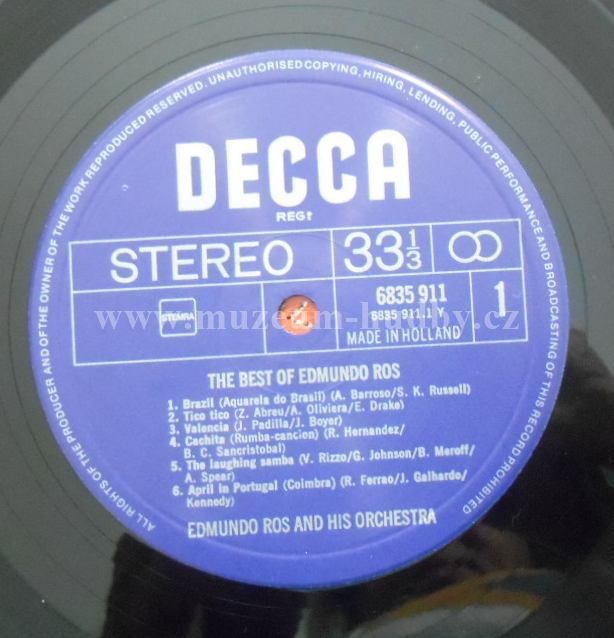 ALL RIGHTS OF THE PRODUCER AND OF THE OWNER OF THE WORK REPRODUCED RESERVED. UNAUTHORISED COPYING, HIRING, LENDING, PUBLIC PERFORMANCE AND BROADCASTING OF THIS RECORD PROHIBITED
DECCA
REGD
STEREO
33 1/3
STEMRA
6835 911
6835 911.1 Y
MADE IN HOLLAND
1
www.muzeum-hudby.cz
THE BEST OF EDMUNDO ROS
1. Brazil (Aquarela do Brasil) (A. Barroso/S. K. Russell)
2. Tico tico (Z. Abreu/A. Oliviera/E. Drake)
3. Valencia (J. Padilla/J. Boyer)
4. Cachita (Rumba-cancion) (R. Hernandez/
B. C. Sancristobal)
5. The laughing samba (V. Rizzo/G. Johnson/B. Meroff/
A. Spear)
6. April in Portugal (Coimbra) (R. Ferrao/J. Galhardo/
Kennedy)
EDMUNDO ROS AND HIS ORCHESTRA